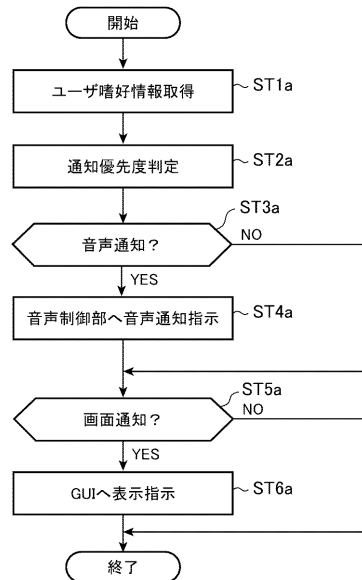 開始
ユーザ嗜好情報取得
ST1a
通知優先度判定
ST2a
ST3a
音声通知？
NO
YES
音声制御部へ音声通知指示
ST4a
ST5a
画面通知？
NO
YES
GUIへ表示指示
ST6a
終了